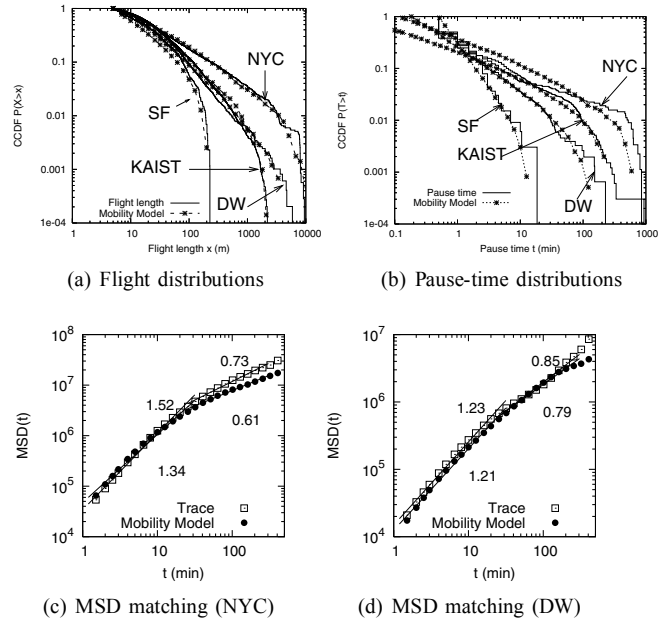 CCDF P(X>x)
1
0.1
0.01
0.001
1e-04
1
10
100
1000
10000
Flight length x (m)
NYC
SF
KAIST
DW
Flight length
Mobility Model
(a) Flight distributions
CCDF P(T>t)
1
0.1
0.01
0.001
1e-04
0.1
1
10
100
1000
Pause time t (min)
NYC
SF
KAIST
DW
Pause time
Mobility Model
(b) Pause-time distributions
MSD(t)
10^8
10^7
10^6
10^5
10^4
1
10
100
t (min)
0.73
1.52
0.61
1.34
Trace
Mobility Model
(c) MSD matching (NYC)
MSD(t)
10^7
10^6
10^5
10^4
1
10
100
t (min)
0.85
1.23
0.79
1.21
Trace
Mobility Model
(d) MSD matching (DW)